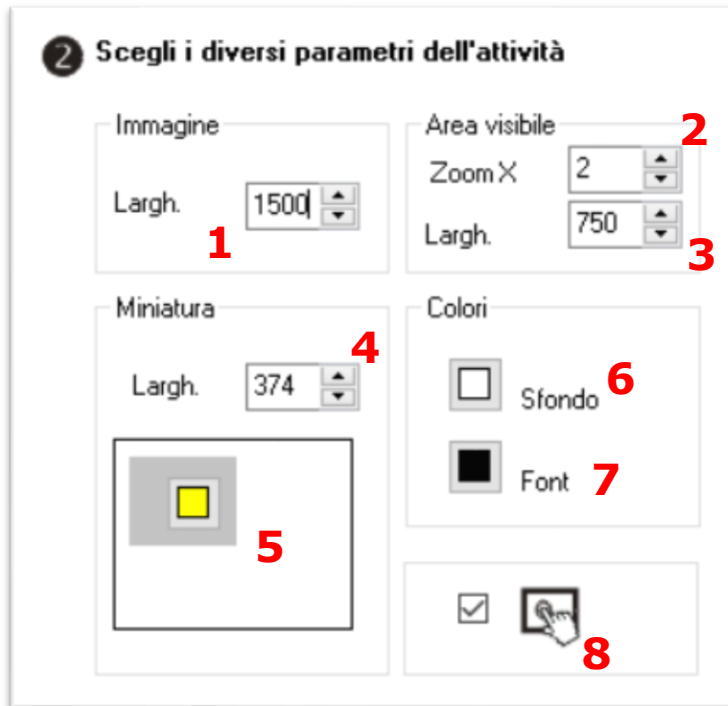 2 Scegli i diversi parametri dell'attività
Immagine
Largh. 1500
1
Area visibile
2
Zoom X 2
Largh. 750
3
Miniatura
4
Largh. 374
5
Colori
Sfondo 6
Font 7
8